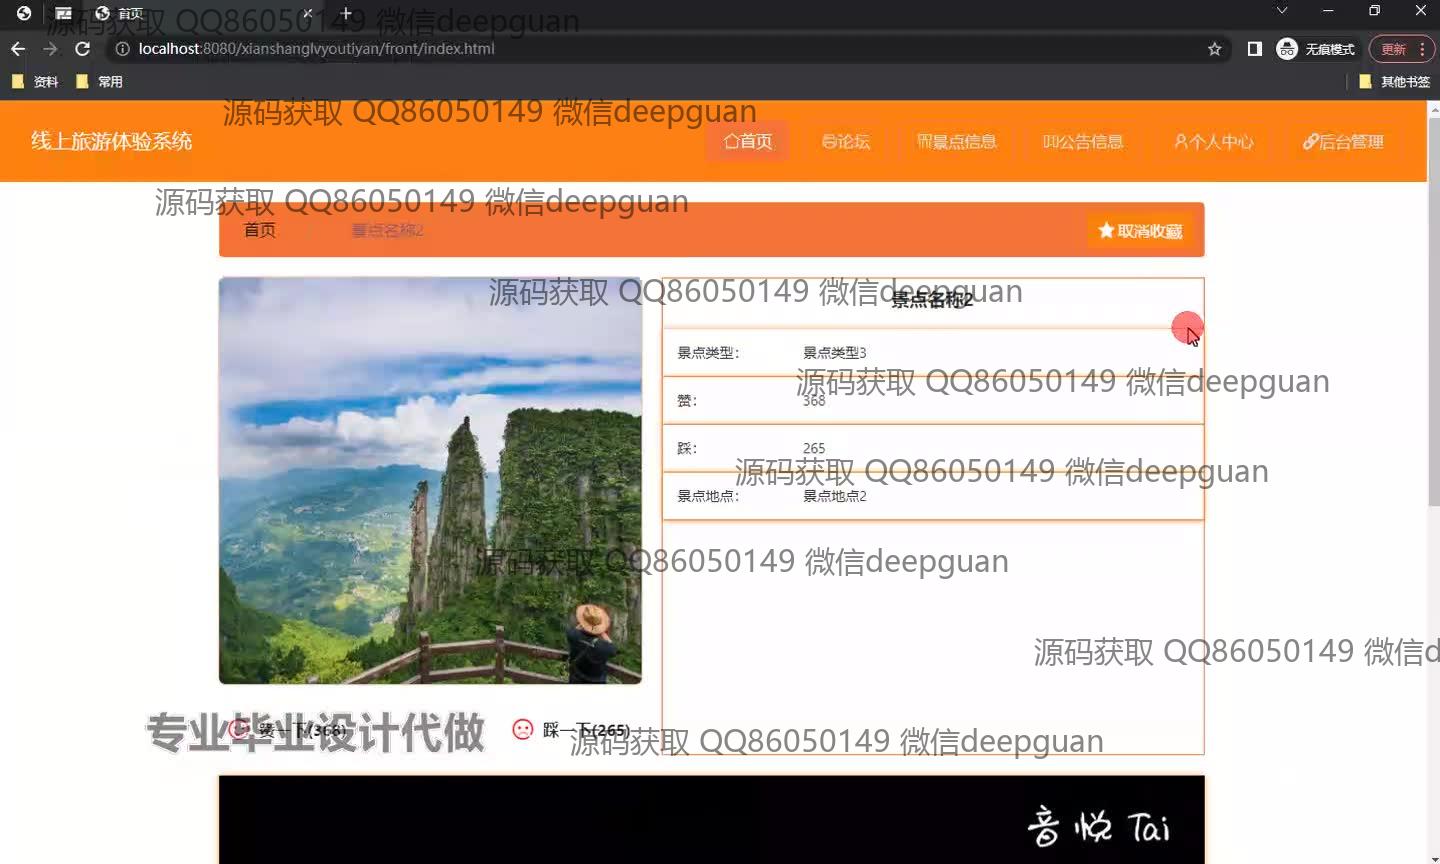 首页
源码获取 QQ86050149 微信deepguan
localhost:8080/xianshanglvyoutiyan/front/index.html
无痕模式
更新
资料
常用
其他书签
源码获取 QQ86050149 微信deepguan
线上旅游体验系统
首页
论坛
景点信息
公告信息
个人中心
后台管理
源码获取 QQ86050149 微信deepguan
首页
景点名称2
取消收藏
源码获取 QQ86050149 微信deepguan
景点名称2
景点类型:
景点类型3
源码获取 QQ86050149 微信deepguan
赞:
368
踩:
265
源码获取 QQ86050149 微信deepguan
景点地点:
景点地点2
源码获取 QQ86050149 微信deepguan
源码获取 QQ86050149 微信d
专业毕业设计代做
赞一下(368)
踩一下(265)
源码获取 QQ86050149 微信deepguan
音悦 Tai